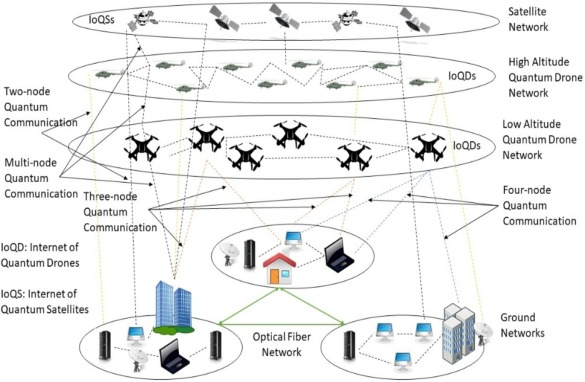 IoQSs
Satellite
Network
High Altitude
Quantum Drone
Network
IoQDs
Two-node
Quantum
Communication
Low Altitude
Quantum Drone
Network
IoQDs
Multi-node
Quantum
Communication
Three-node
Quantum
Communication
Four-node
Quantum
Communication
IoQD: Internet of
Quantum Drones
IoQS: Internet of
Quantum Satellites
Optical Fiber
Network
Ground
Networks